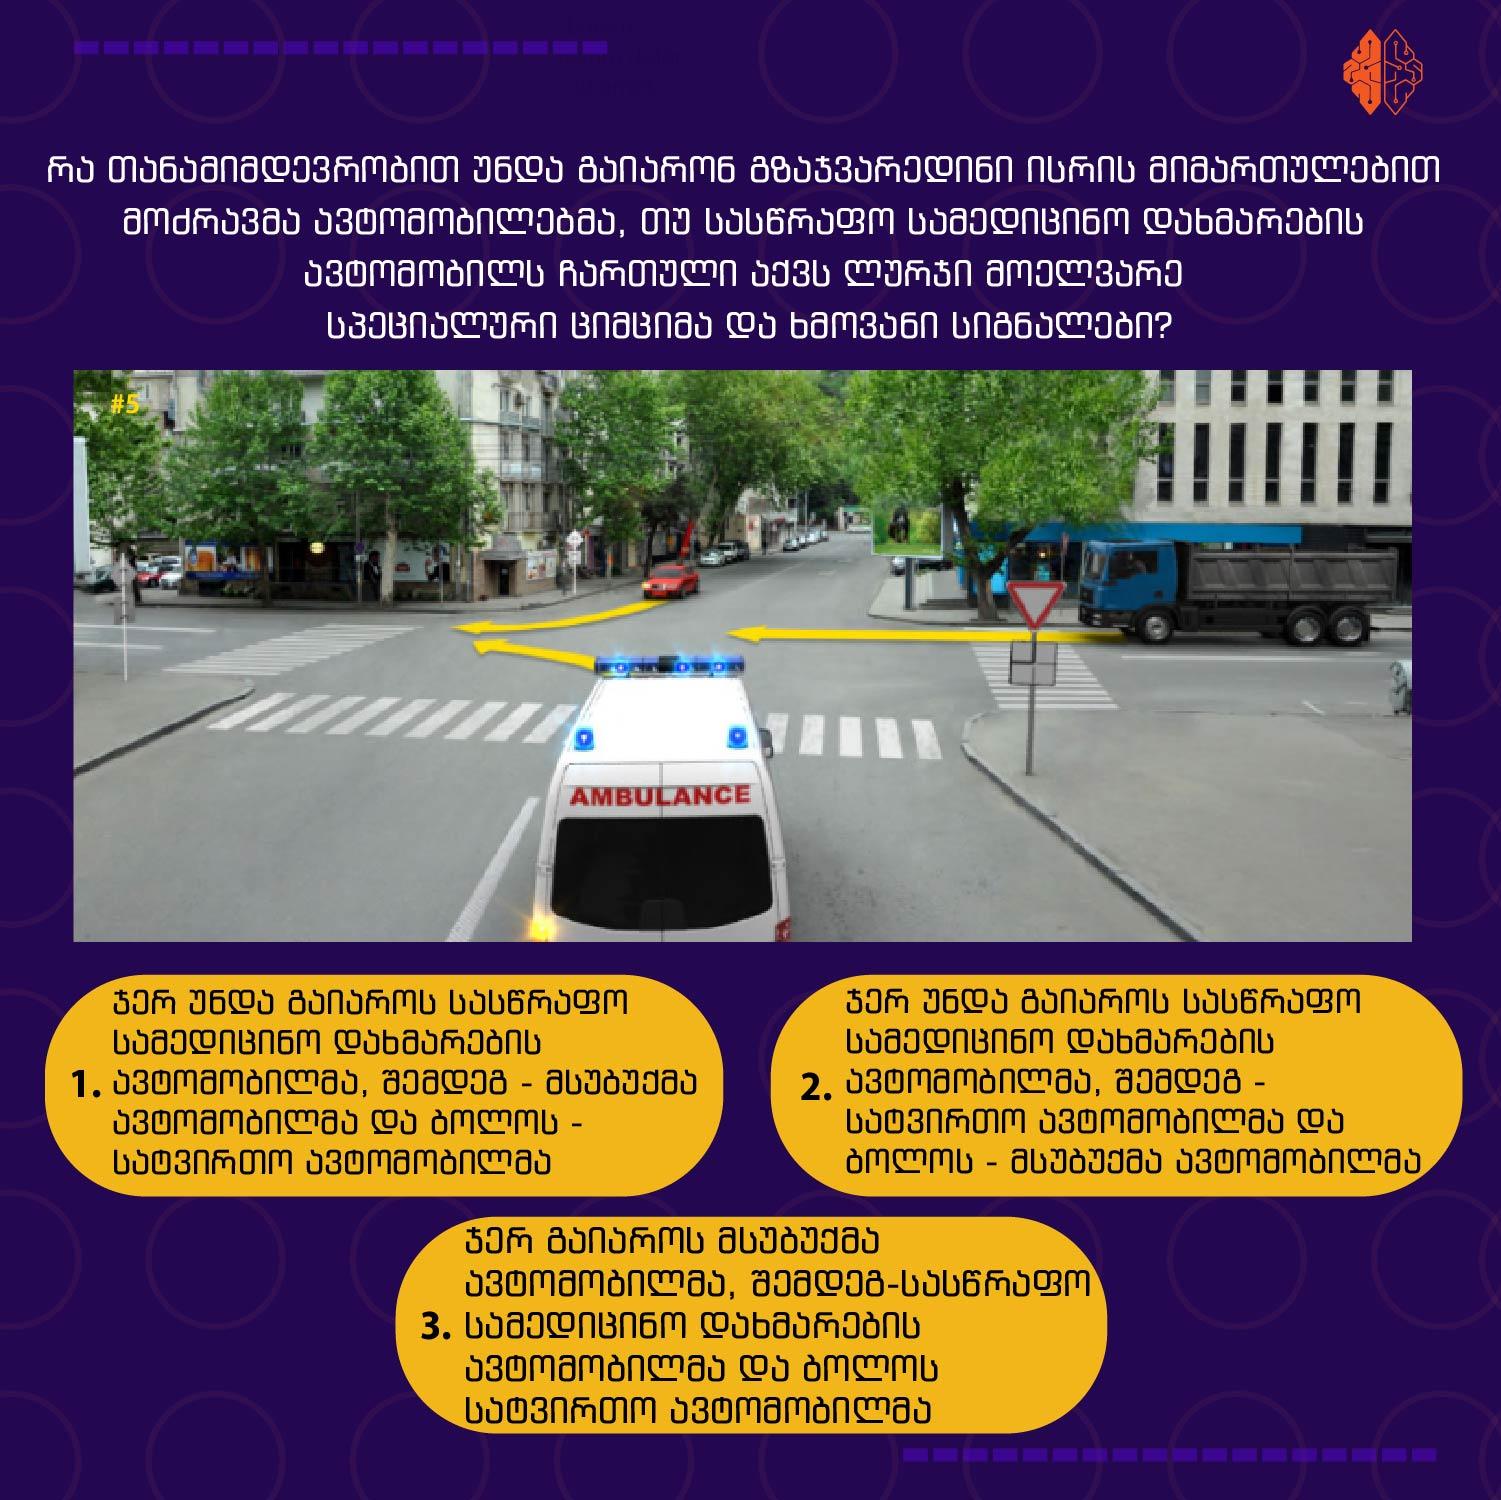 რა თანამიმდევრობით უნდა გაიარონ გზაჯვარედინი ისრის მიმართულებით
მოძრავმა ავტომობილებმა, თუ სასწრაფო სამედიცინო დახმარების
ავტომობილს ჩართული აქვს ლურჯი მოელვარე
სპეციალური ციმციმა და ხმოვანი სიგნალები?
#5
AMBULANCE
1. ჯერ უნდა გაიაროს სასწრაფო
სამედიცინო დახმარების
ავტომობილმა, შემდეგ - მსუბუქმა
ავტომობილმა და ბოლოს -
სატვირთო ავტომობილმა
2. ჯერ უნდა გაიაროს სასწრაფო
სამედიცინო დახმარების
ავტომობილმა, შემდეგ -
სატვირთო ავტომობილმა და
ბოლოს - მსუბუქმა ავტომობილმა
3. ჯერ გაიაროს მსუბუქმა
ავტომობილმა, შემდეგ-სასწრაფო
სამედიცინო დახმარების
ავტომობილმა და ბოლოს
სატვირთო ავტომობილმა